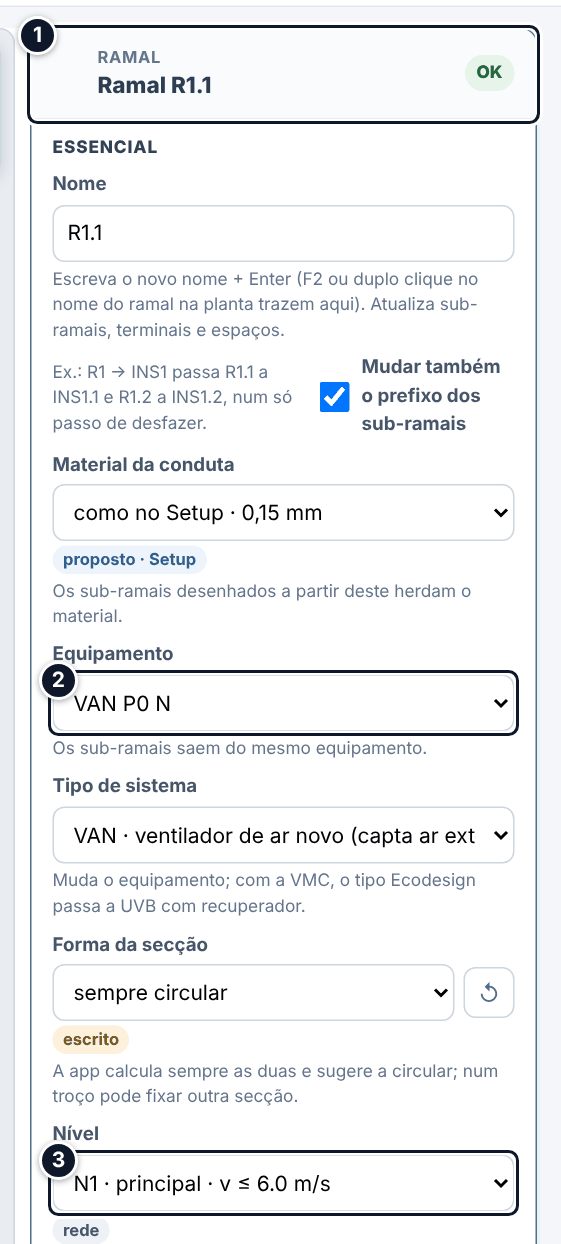 1
RAMAL
Ramal R1.1
OK
ESSENCIAL
Nome
R1.1
Escreva o novo nome + Enter (F2 ou duplo clique no
nome do ramal na planta trazem aqui). Atualiza sub-
ramais, terminais e espaços.
Ex.: R1 → INS1 passa R1.1 a
INS1.1 e R1.2 a INS1.2, num só
passo de desfazer.
Mudar também
o prefixo dos
sub-ramais
Material da conduta
como no Setup · 0,15 mm
proposto · Setup
Os sub-ramais desenhados a partir deste herdam o
material.
Equipamento
2
VAN P0 N
Os sub-ramais saem do mesmo equipamento.
Tipo de sistema
VAN · ventilador de ar novo (capta ar ext
Muda o equipamento; com a VMC, o tipo Ecodesign
passa a UVB com recuperador.
Forma da secção
sempre circular
escrito
A app calcula sempre as duas e sugere a circular; num
troço pode fixar outra secção.
Nível
3
N1 · principal · v ≤ 6.0 m/s
rede